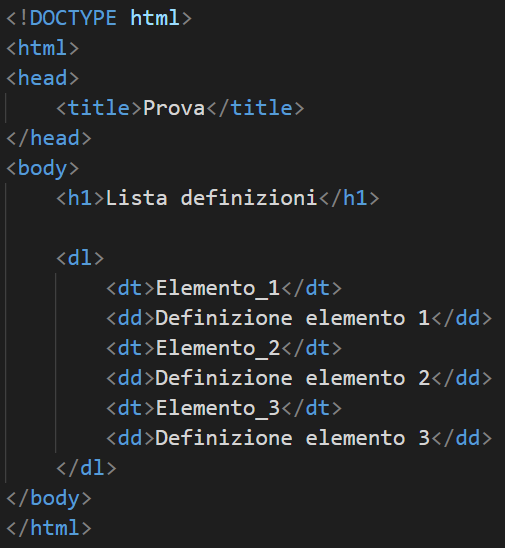 <!DOCTYPE html>
<html>
<head>
    <title>Prova</title>
</head>
<body>
    <h1>Lista definizioni</h1>

    <dl>
        <dt>Elemento_1</dt>
        <dd>Definizione elemento 1</dd>
        <dt>Elemento_2</dt>
        <dd>Definizione elemento 2</dd>
        <dt>Elemento_3</dt>
        <dd>Definizione elemento 3</dd>
    </dl>
</body>
</html>